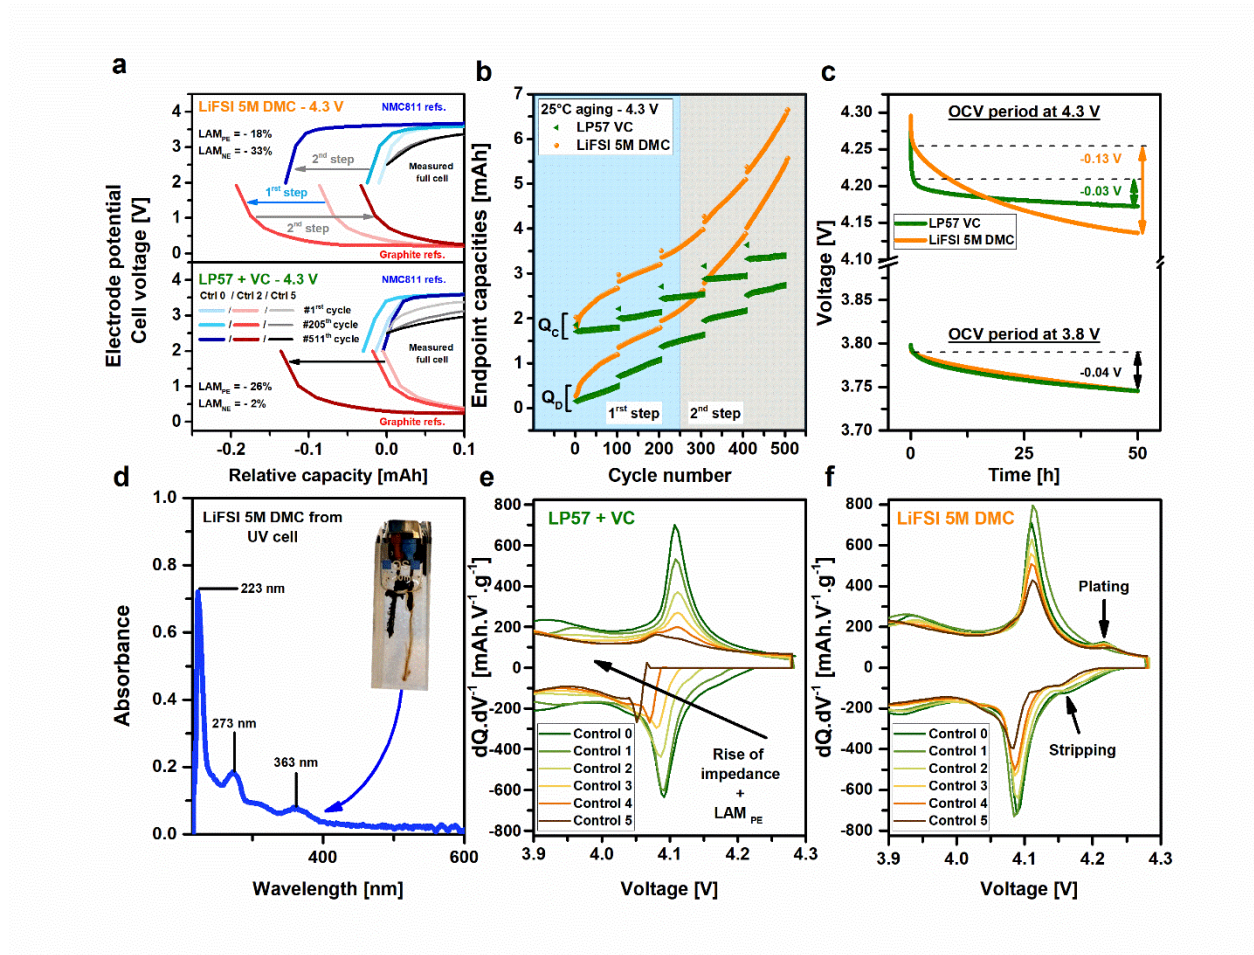 a
Electrode potential
Cell voltage [V]
4
3
2
1
0
LiFSI 5M DMC - 4.3 V
NMC811 refs.
LAM PE = - 18%
LAM NE = - 33%
2nd step
Measured
full cell
1rst step
2nd step
Graphite refs.
4
3
2
1
0
LP57 + VC - 4.3 V
NMC811 refs.
Ctrl 0 / Ctrl 2 / Ctrl 5
#1rst cycle
#205th cycle
#511th cycle
Measured
full cell
LAM PE = - 26%
LAM NE = - 2%
Graphite refs.
-0.2 -0.1 0.0 0.1
Relative capacity [mAh]
b
Endpoint capacities [mAh]
7
6
5
4
3
2
1
0
25°C aging - 4.3 V
LP57 VC
LiFSI 5M DMC
QC
QD
1rst step
2nd step
0 100 200 300 400 500
Cycle number
c
Voltage [V]
4.30
4.25
4.20
4.15
4.10
3.85
3.80
3.75
3.70
OCV period at 4.3 V
-0.13 V
-0.03 V
LP57 VC
LiFSI 5M DMC
OCV period at 3.8 V
-0.04 V
0 25 50
Time [h]
d
Absorbance
1.0
0.8
0.6
0.4
0.2
0.0
LiFSI 5M DMC from
UV cell
223 nm
273 nm
363 nm
400 600
Wavelength [nm]
e
dQ.dV-1 [mAh.V-1.g-1]
800
600
400
200
0
-200
-400
-600
-800
LP57 + VC
Control 0
Control 1
Control 2
Control 3
Control 4
Control 5
Rise of
impedance
+
LAM PE
3.9 4.0 4.1 4.2 4.3
Voltage [V]
f
dQ.dV-1 [mAh.V-1.g-1]
800
600
400
200
0
-200
-400
-600
-800
LiFSI 5M DMC
Plating
Stripping
Control 0
Control 1
Control 2
Control 3
Control 4
Control 5
3.9 4.0 4.1 4.2 4.3
Voltage [V]